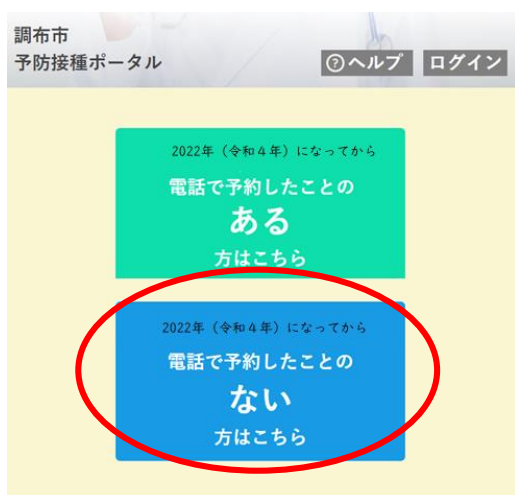 調布市
予防接種ポータル
?ヘルプ ログイン
2022年（令和４年）になってから
電話で予約したことの
ある
方はこちら
2022年（令和４年）になってから
電話で予約したことの
ない
方はこちら